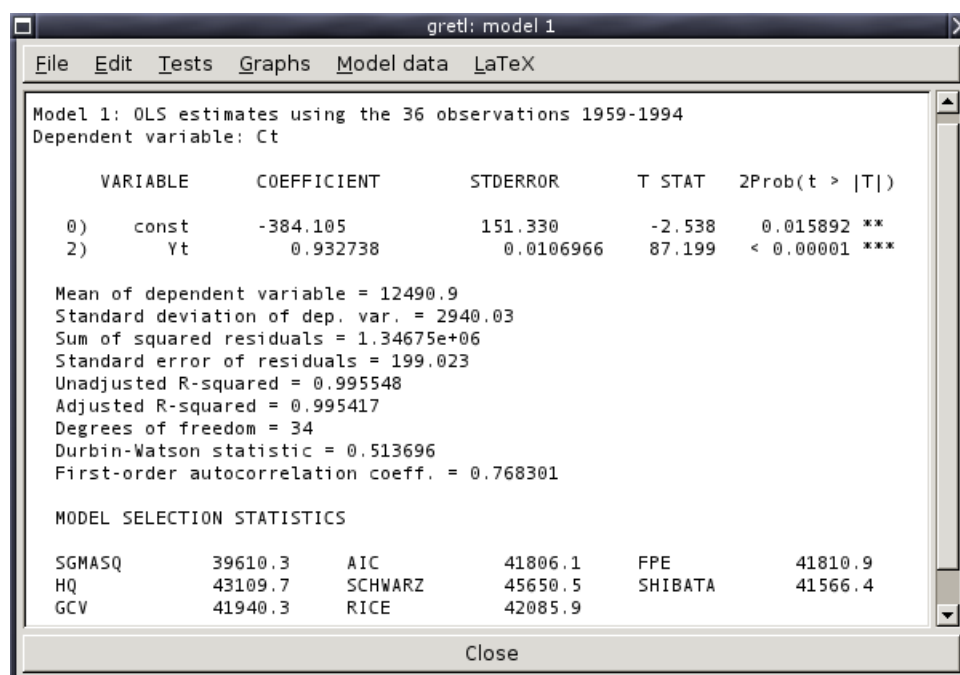 gretl: model 1
File Edit Tests Graphs Model data LaTeX
Model 1: OLS estimates using the 36 observations 1959-1994
Dependent variable: Ct
VARIABLE COEFFICIENT STDERROR T STAT 2Prob(t > |T|)
0) const -384.105 151.330 -2.538 0.015892 **
2) Yt 0.932738 0.0106966 87.199 < 0.00001 ***
Mean of dependent variable = 12490.9
Standard deviation of dep. var. = 2940.03
Sum of squared residuals = 1.34675e+06
Standard error of residuals = 199.023
Unadjusted R-squared = 0.995548
Adjusted R-squared = 0.995417
Degrees of freedom = 34
Durbin-Watson statistic = 0.513696
First-order autocorrelation coeff. = 0.768301
MODEL SELECTION STATISTICS
SGMASQ 39610.3 AIC 41806.1 FPE 41810.9
HQ 43109.7 SCHWARZ 45650.5 SHIBATA 41566.4
GCV 41940.3 RICE 42085.9
Close